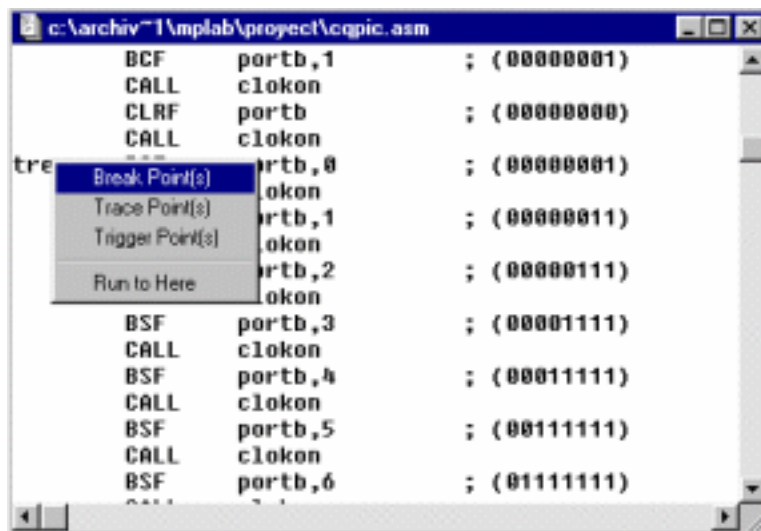 c:\archiv~1\mplab\proyect\cqpic.asm
BCF portb,1 ; (00000001)
CALL clokon
CLRF portb ; (00000000)
CALL clokon
tre rtb,0 ; (00000001)
Break Point(s)
lokon
Trace Point(s) rtb,1 ; (00000011)
Trigger Point(s) lokon
rtb,2 ; (00000111)
Run to Here lokon
BSF portb,3 ; (00001111)
CALL clokon
BSF portb,4 ; (00011111)
CALL clokon
BSF portb,5 ; (00111111)
CALL clokon
BSF portb,6 ; (01111111)